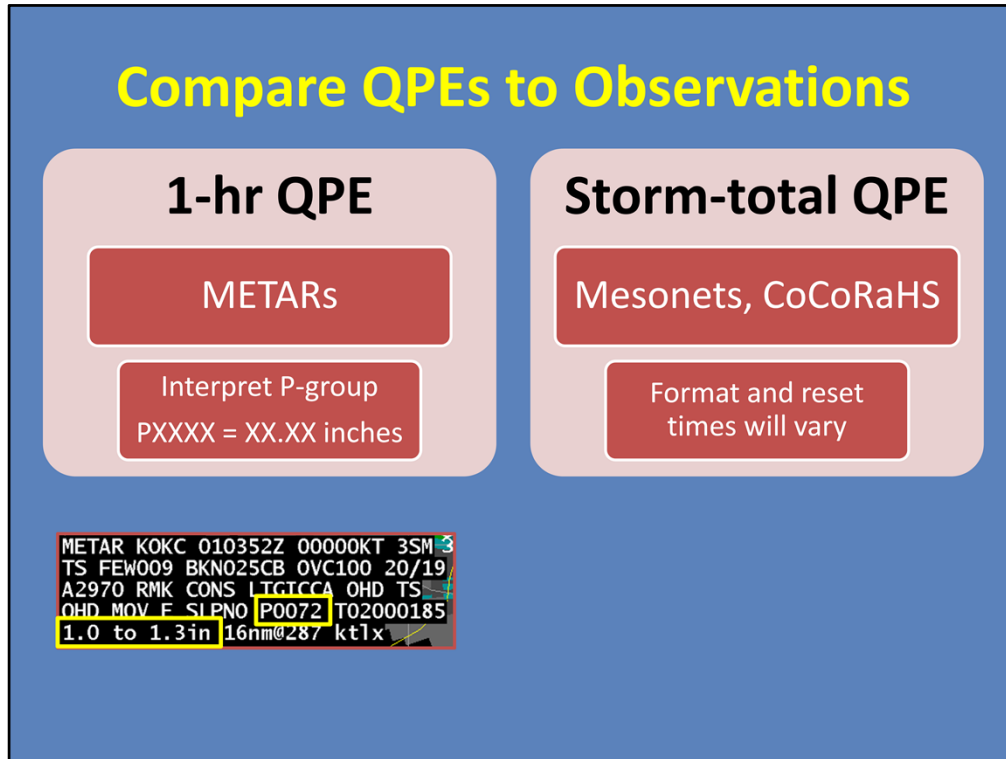 Compare QPEs to Observations
1-hr QPE
METARs
Interpret P-group
PXXXX = XX.XX inches
Storm-total QPE
Mesonets, CoCoRaHS
Format and reset
times will vary
METAR KOKC 010352Z 00000KT 3SM 3
TS FEW009 BKN025CB OVC100 20/19
A2970 RMK CONS LTGICCA OHD TS
OHD MOV E SLPNO P0072 T02000185
1.0 to 1.3in 16nm@287 ktlx